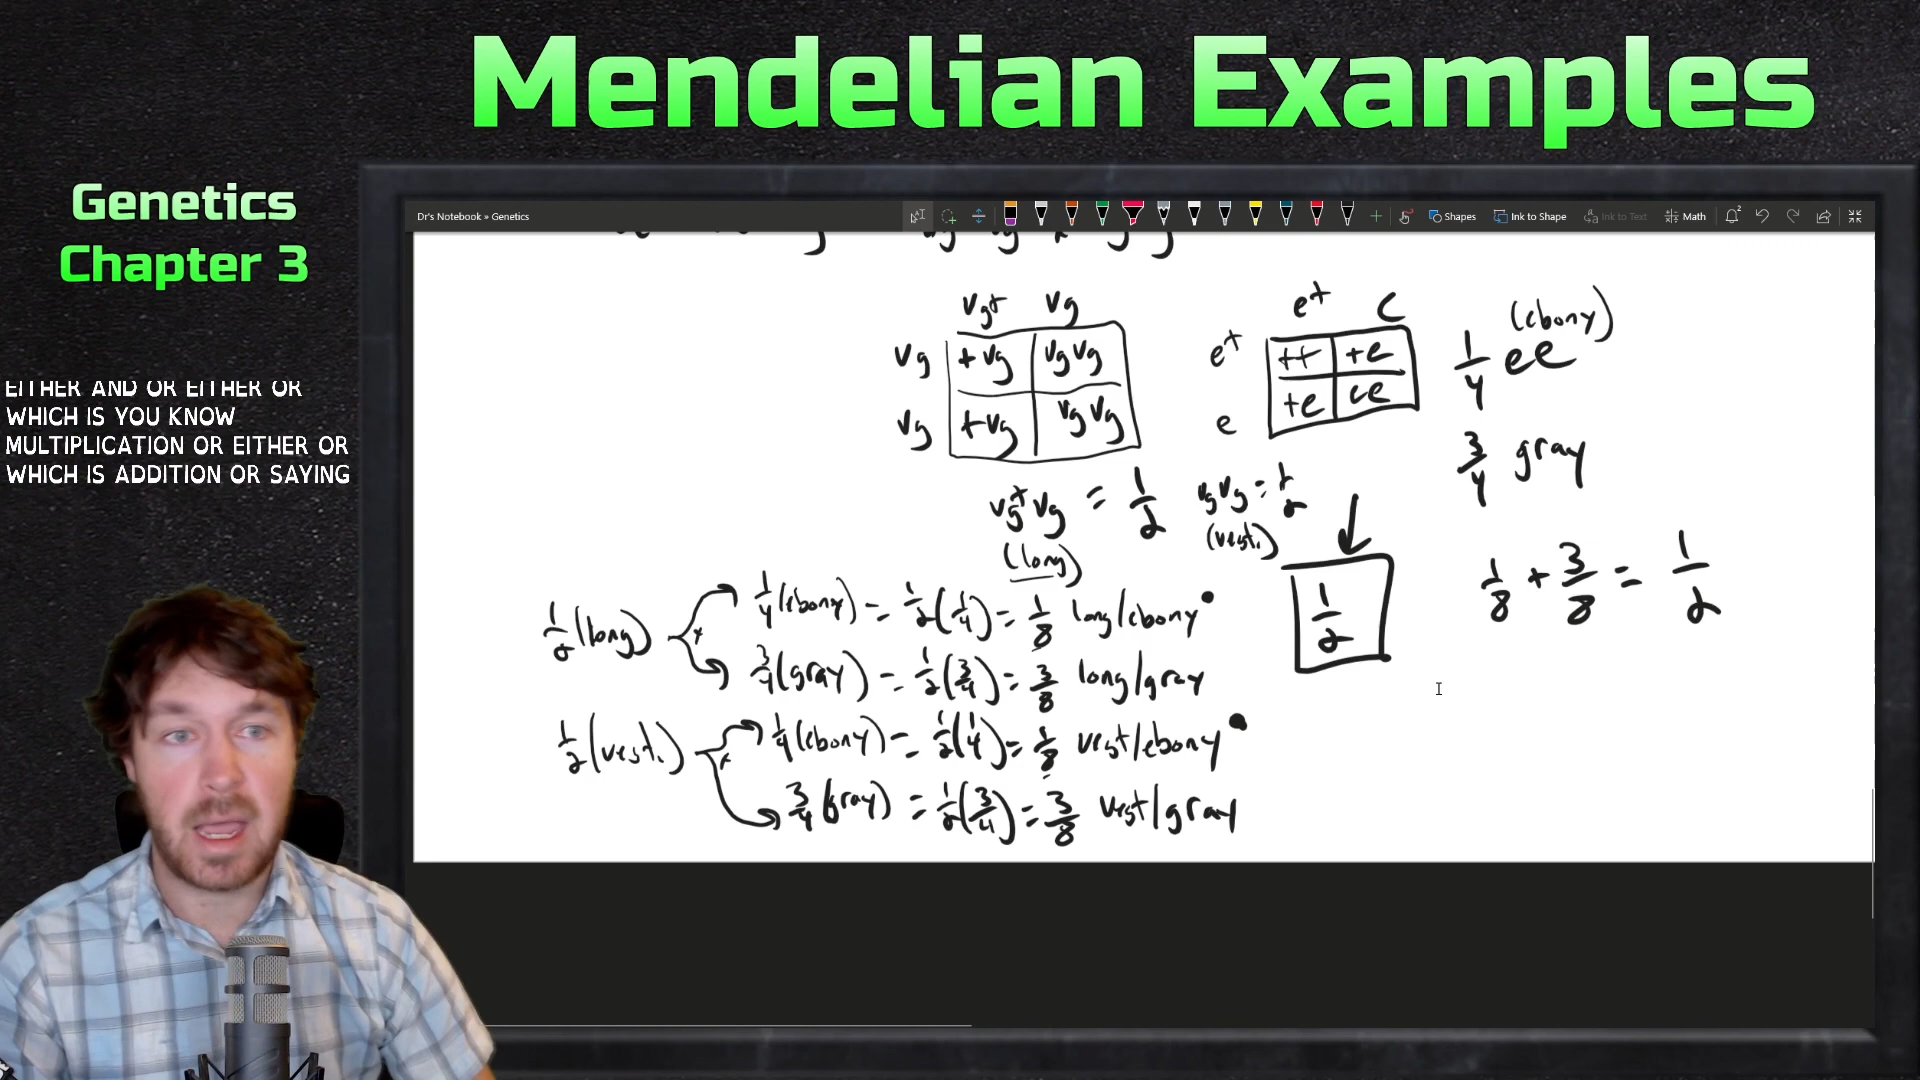 Mendelian Examples
Genetics
Chapter 3
EITHER AND OR EITHER OR
WHICH IS YOU KNOW
MULTIPLICATION OR EITHER OR
WHICH IS ADDITION OR SAYING
Dr's Notebook » Genetics
Shapes
Ink to Shape
Ink to Text
Math
vg+ vg
vg +vg vgvg
vg +vg vgvg
e+ e
e+ ++ +e
e +e ee
1/4 ee (ebony)
3/4 gray
vg+vg = 1/2 vgvg = 1/2
(long) (vest.)
1/2
1/8 + 3/8 = 1/2
1/2 (long) x 1/4 (ebony) = 1/2 (1/4) = 1/8 long/ebony
3/4 (gray) = 1/2 (3/4) = 3/8 long/gray
1/2 (vest.) x 1/4 (ebony) = 1/2 (1/4) = 1/8 vest/ebony
3/4 (gray) = 1/2 (3/4) = 3/8 vest/gray